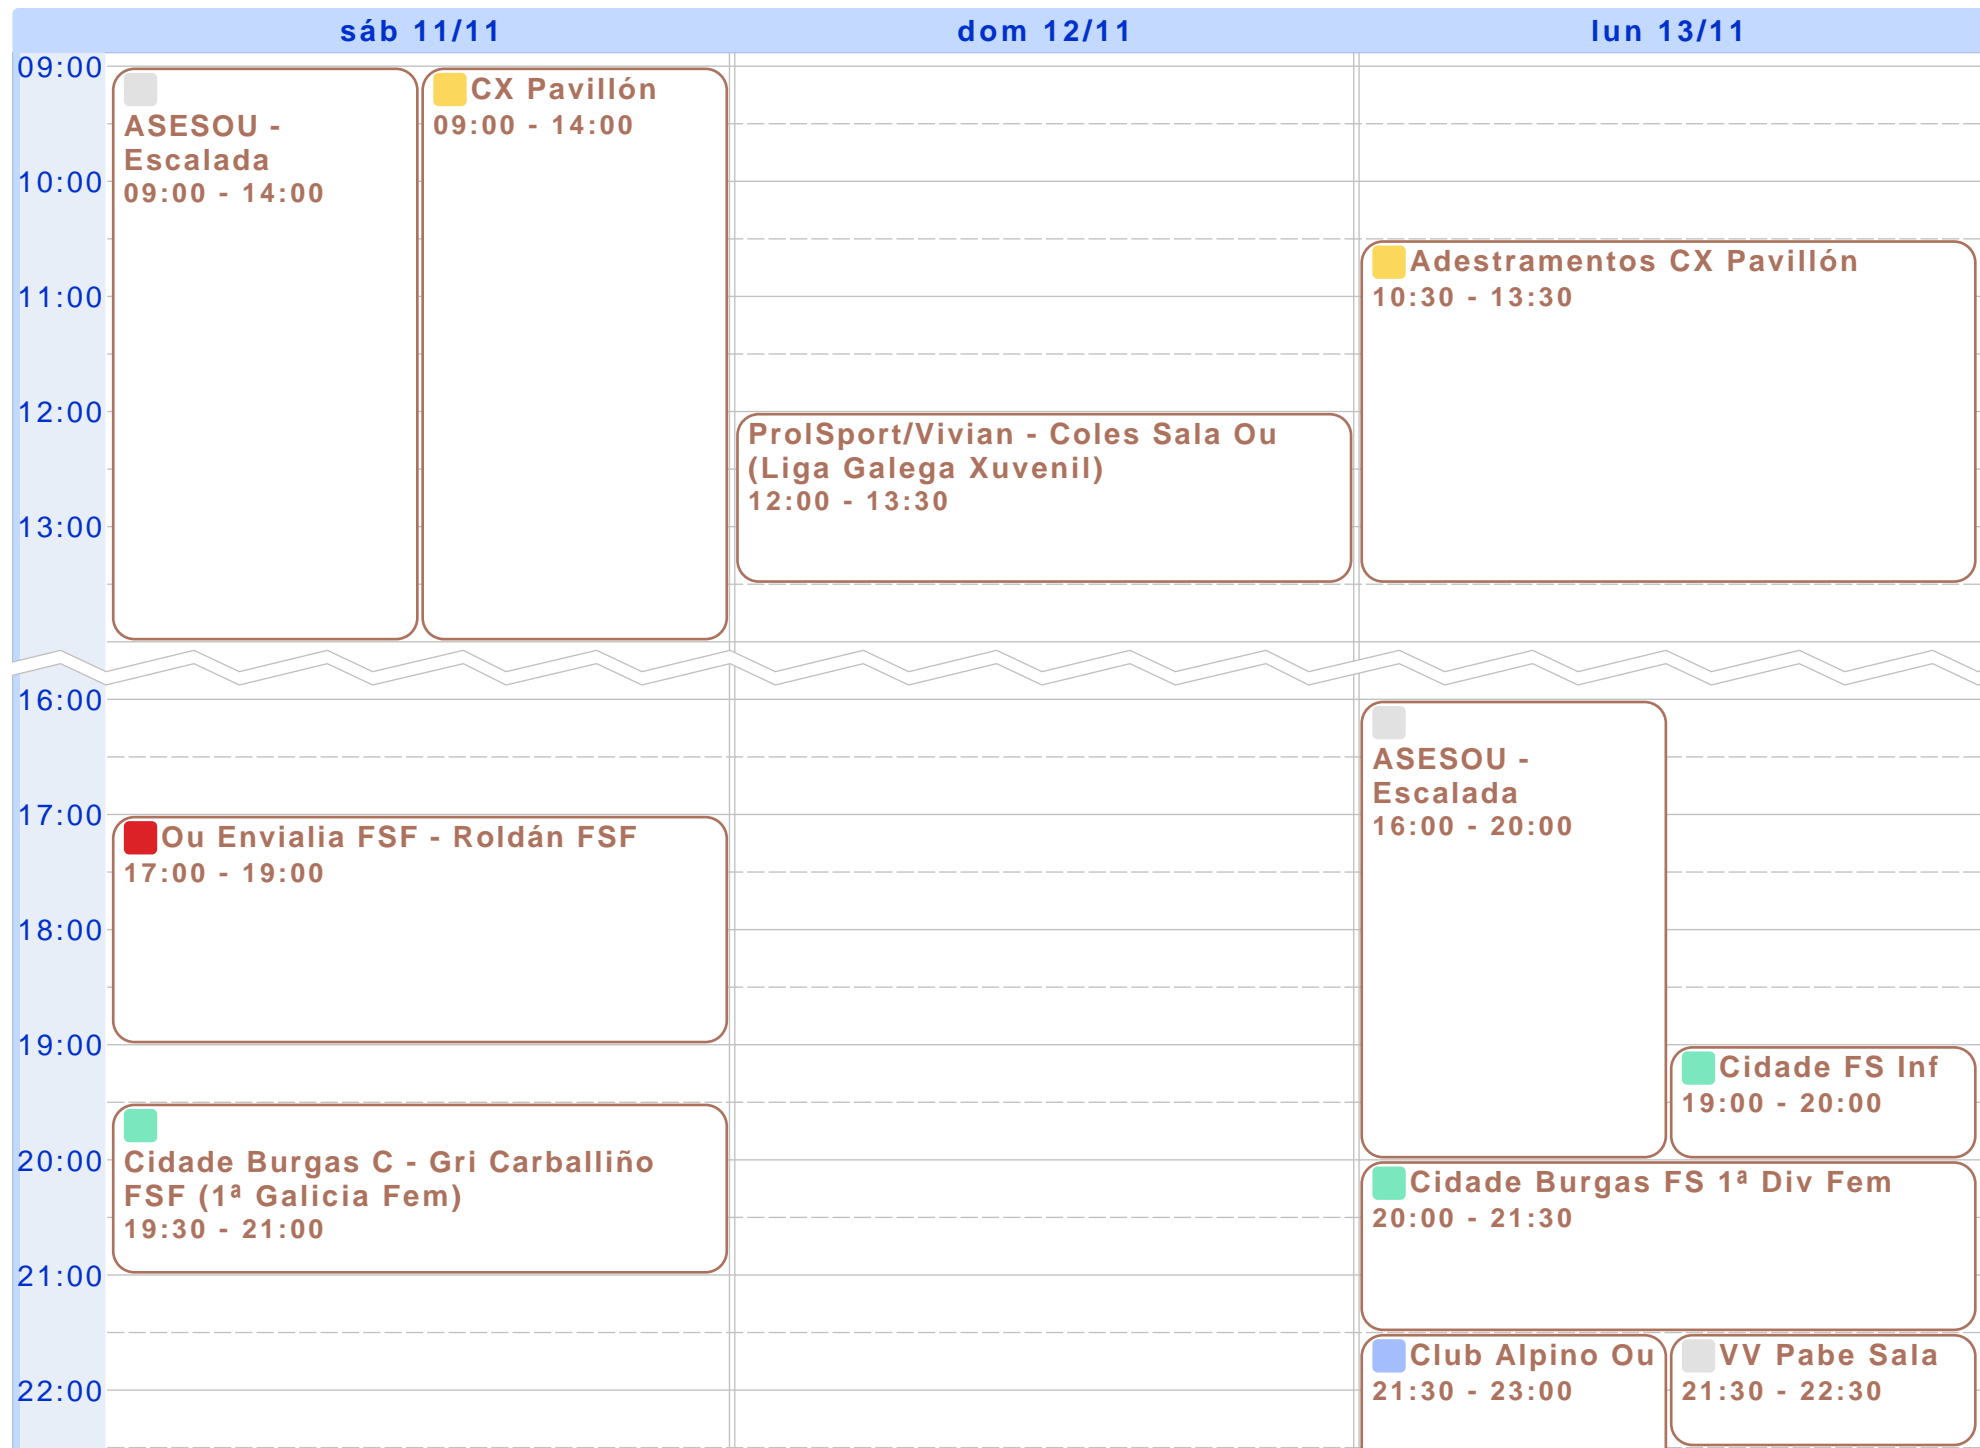 sáb 11/11
dom 12/11
lun 13/11
09:00
10:00
11:00
12:00
13:00
16:00
17:00
18:00
19:00
20:00
21:00
22:00
ASESOU -
Escalada
09:00 - 14:00
CX Pavillón
09:00 - 14:00
Ou Envialia FSF - Roldán FSF
17:00 - 19:00
Cidade Burgas C - Gri Carballiño
FSF (1ª Galicia Fem)
19:30 - 21:00
ProlSport/Vivian - Coles Sala Ou
(Liga Galega Xuvenil)
12:00 - 13:30
Adestramentos CX Pavillón
10:30 - 13:30
ASESOU -
Escalada
16:00 - 20:00
Cidade FS Inf
19:00 - 20:00
Cidade Burgas FS 1ª Div Fem
20:00 - 21:30
Club Alpino Ou
21:30 - 23:00
VV Pabe Sala
21:30 - 22:30